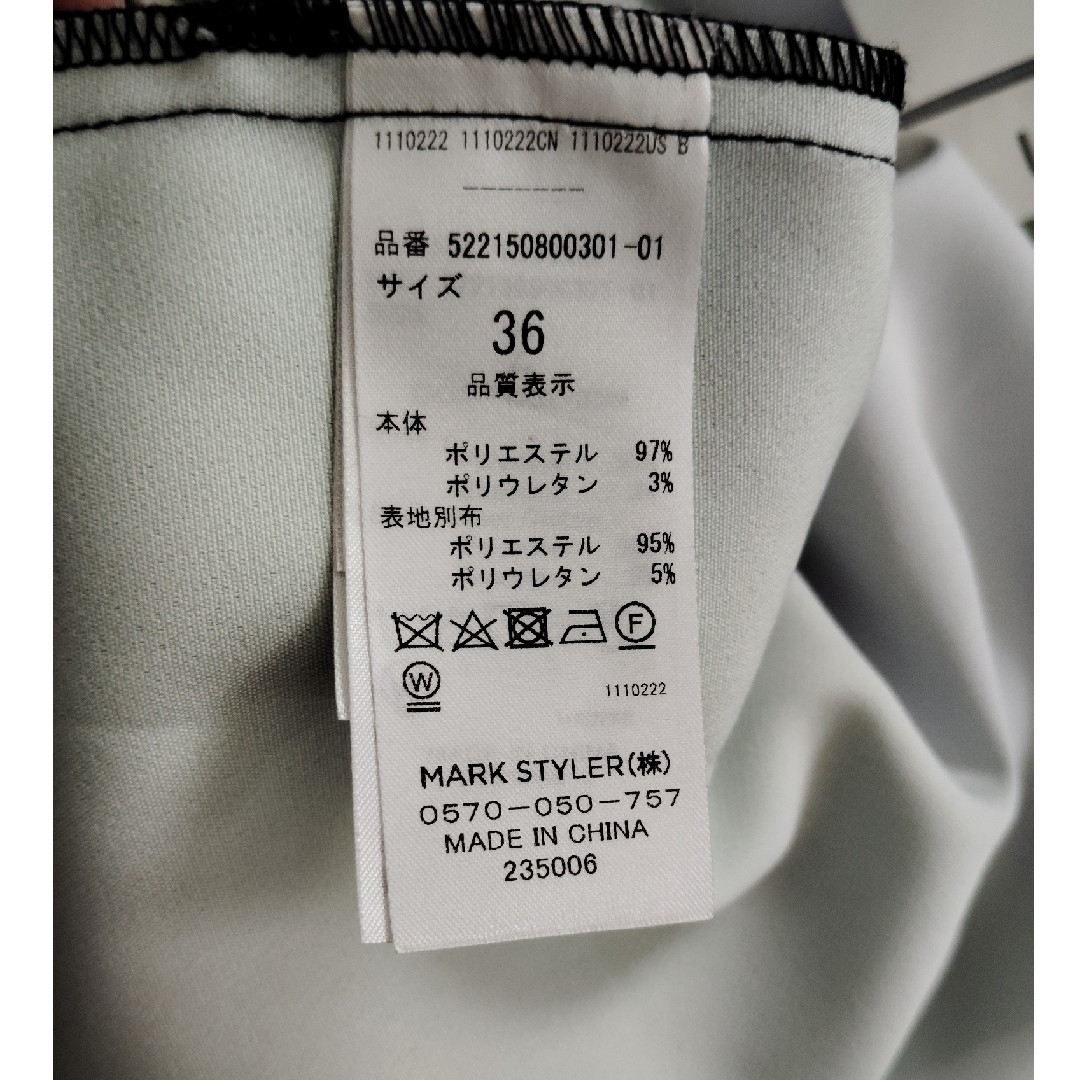 1110222 1110222CN 1110222US B
-------
品番 522150800301-01
サイズ
36
品質表示
本体
ポリエステル 97%
ポリウレタン 3%
表地別布
ポリエステル 95%
ポリウレタン 5%
F
W
1110222
MARK STYLER(株)
0570-050-757
MADE IN CHINA
235006